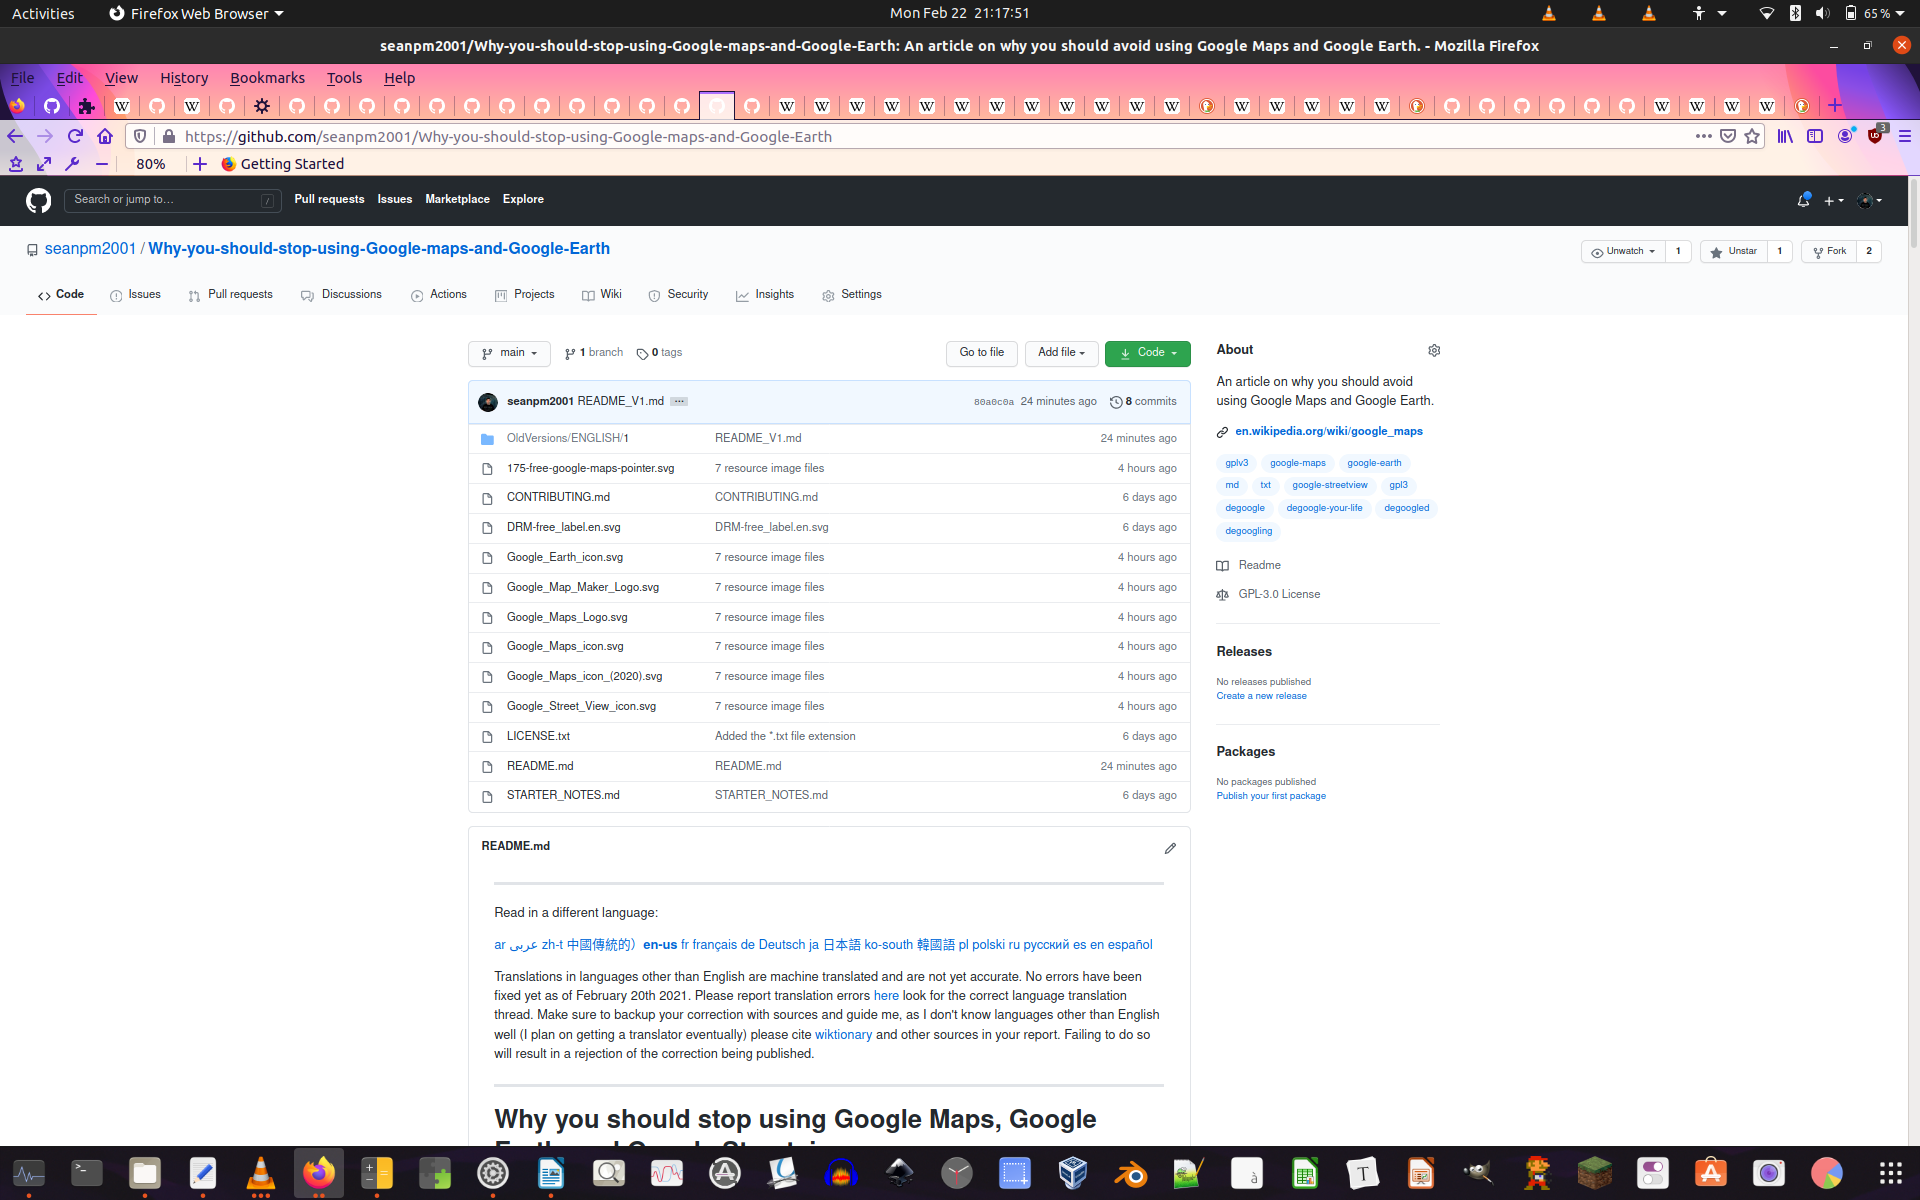 Activities
Firefox Web Browser
Mon Feb 22 21:17:51
65 %
seanpm2001/Why-you-should-stop-using-Google-maps-and-Google-Earth: An article on why you should avoid using Google Maps and Google Earth. - Mozilla Firefox
File Edit View History Bookmarks Tools Help
https://github.com/seanpm2001/Why-you-should-stop-using-Google-maps-and-Google-Earth
3
80% Getting Started
Search or jump to… /
Pull requests Issues Marketplace Explore
seanpm2001 / Why-you-should-stop-using-Google-maps-and-Google-Earth
Unwatch 1 Unstar 1 Fork 2
Code Issues Pull requests Discussions Actions Projects Wiki Security Insights Settings
main 1 branch 0 tags
Go to file Add file Code
seanpm2001 README_V1.md ... 80a0c0a 24 minutes ago 8 commits
OldVersions/ENGLISH/1 README_V1.md 24 minutes ago
175-free-google-maps-pointer.svg 7 resource image files 4 hours ago
CONTRIBUTING.md CONTRIBUTING.md 6 days ago
DRM-free_label.en.svg DRM-free_label.en.svg 6 days ago
Google_Earth_icon.svg 7 resource image files 4 hours ago
Google_Map_Maker_Logo.svg 7 resource image files 4 hours ago
Google_Maps_Logo.svg 7 resource image files 4 hours ago
Google_Maps_icon.svg 7 resource image files 4 hours ago
Google_Maps_icon_(2020).svg 7 resource image files 4 hours ago
Google_Street_View_icon.svg 7 resource image files 4 hours ago
LICENSE.txt Added the *.txt file extension 6 days ago
README.md README.md 24 minutes ago
STARTER_NOTES.md STARTER_NOTES.md 6 days ago
About
An article on why you should avoid
using Google Maps and Google Earth.
en.wikipedia.org/wiki/google_maps
gplv3 google-maps google-earth
md txt google-streetview gpl3
degoogle degoogle-your-life degoogled
degoogling
Readme
GPL-3.0 License
Releases
No releases published
Create a new release
Packages
No packages published
Publish your first package
README.md
Read in a different language:
ar عربى zh-t 中國傳統的）en-us fr français de Deutsch ja 日本語 ko-south 韓國語 pl polski ru русский es en español
Translations in languages other than English are machine translated and are not yet accurate. No errors have been
fixed yet as of February 20th 2021. Please report translation errors here look for the correct language translation
thread. Make sure to backup your correction with sources and guide me, as I don't know languages other than English
well (I plan on getting a translator eventually) please cite wiktionary and other sources in your report. Failing to do so
will result in a rejection of the correction being published.
Why you should stop using Google Maps, Google